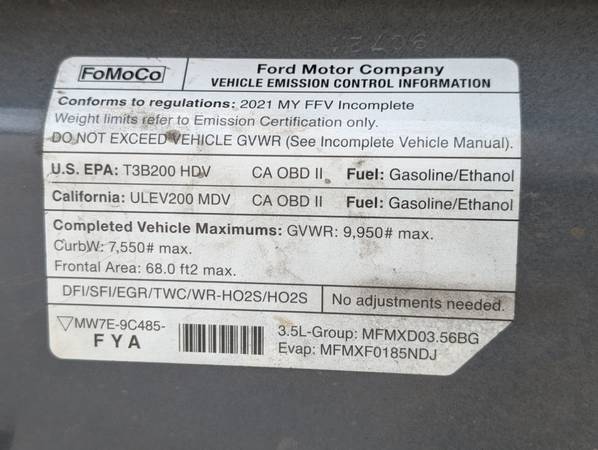 FoMoCo
Ford Motor Company
VEHICLE EMISSION CONTROL INFORMATION
Conforms to regulations: 2021 MY FFV Incomplete
Weight limits refer to Emission Certification only.
DO NOT EXCEED VEHICLE GVWR (See Incomplete Vehicle Manual).
U.S. EPA: T3B200 HDV CA OBD II Fuel: Gasoline/Ethanol
California: ULEV200 MDV CA OBD II Fuel: Gasoline/Ethanol
Completed Vehicle Maximums: GVWR: 9,950# max.
CurbW: 7,550# max.
Frontal Area: 68.0 ft2 max.
DFI/SFI/EGR/TWC/WR-HO2S/HO2S No adjustments needed.
▽MW7E-9C485-
FYA
3.5L-Group: MFMXD03.56BG
Evap: MFMXF0185NDJ